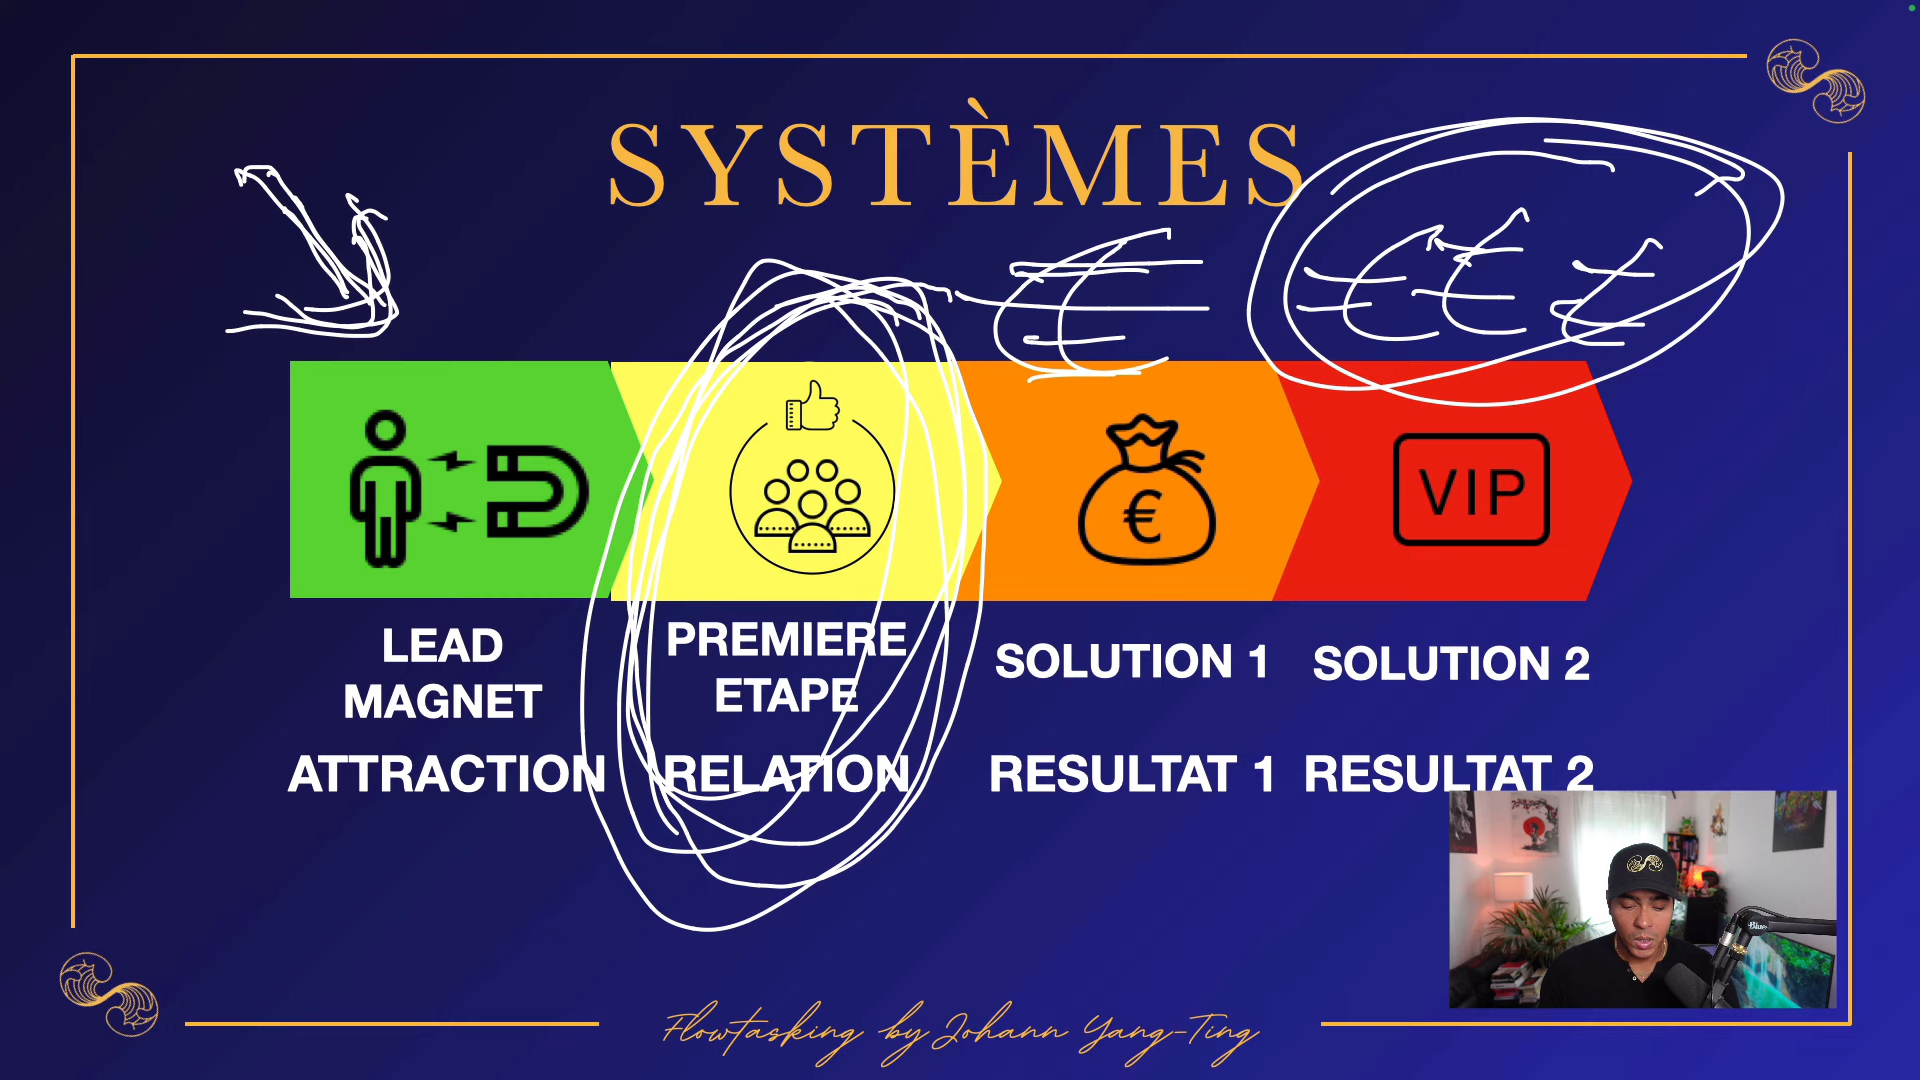 SYSTÈMES
€
€€€
€
VIP
LEAD MAGNET
PREMIERE ETAPE
SOLUTION 1
SOLUTION 2
ATTRACTION
RELATION
RESULTAT 1
RESULTAT 2
Flowtasking by Johann Yang-Ting